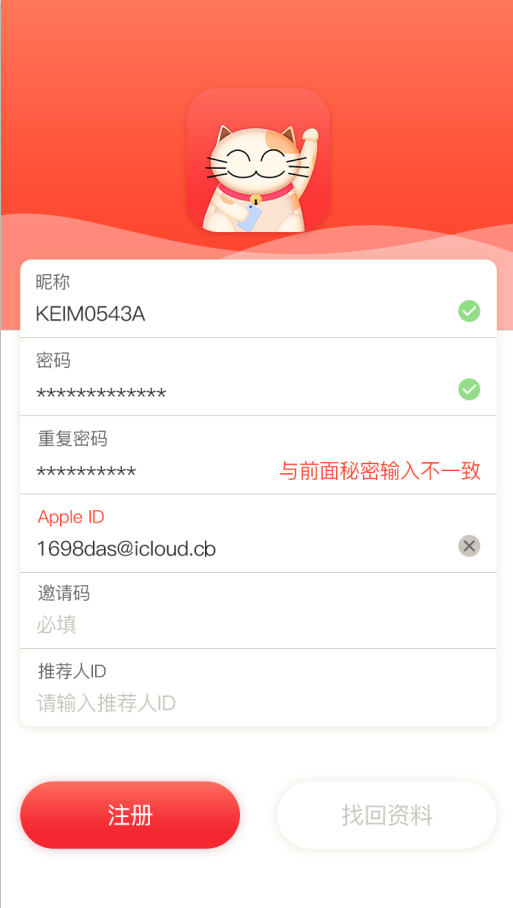 昵称
KEIM0543A
密码
*************
重复密码
********** 与前面秘密输入不一致
Apple ID
1698das@icloud.cb
邀请码
必填
推荐人ID
请输入推荐人ID
注册 找回资料